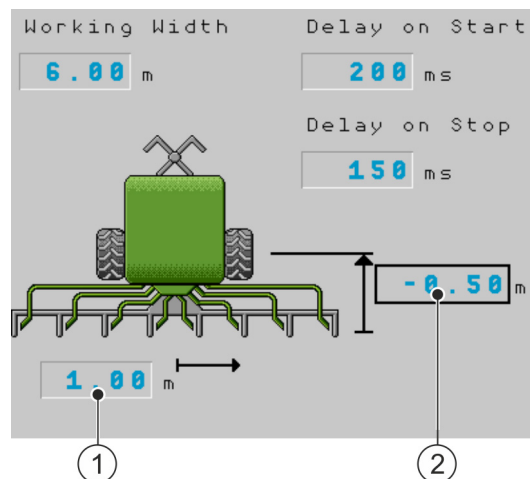 Working Width
Delay on Start
6.00 m
200 ms
Delay on Stop
150 ms
-0.50 m
1.00 m
1
2